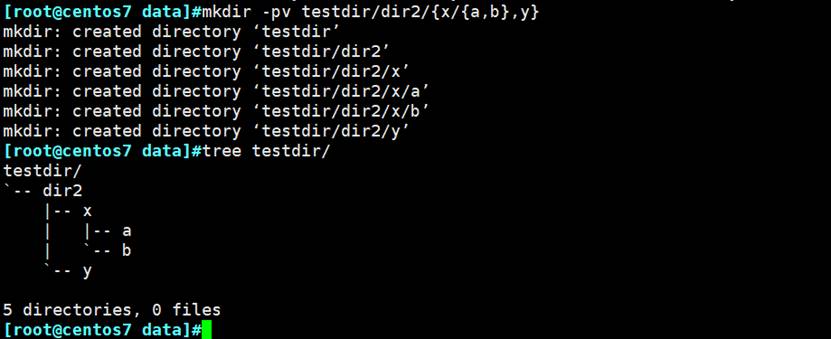 [root@centos7 data]#mkdir -pv testdir/dir2/{x/{a,b},y}
mkdir: created directory ‘testdir’
mkdir: created directory ‘testdir/dir2’
mkdir: created directory ‘testdir/dir2/x’
mkdir: created directory ‘testdir/dir2/x/a’
mkdir: created directory ‘testdir/dir2/x/b’
mkdir: created directory ‘testdir/dir2/y’
[root@centos7 data]#tree testdir/
testdir/
`-- dir2
    |-- x
    |   |-- a
    |   `-- b
    `-- y

5 directories, 0 files
[root@centos7 data]#